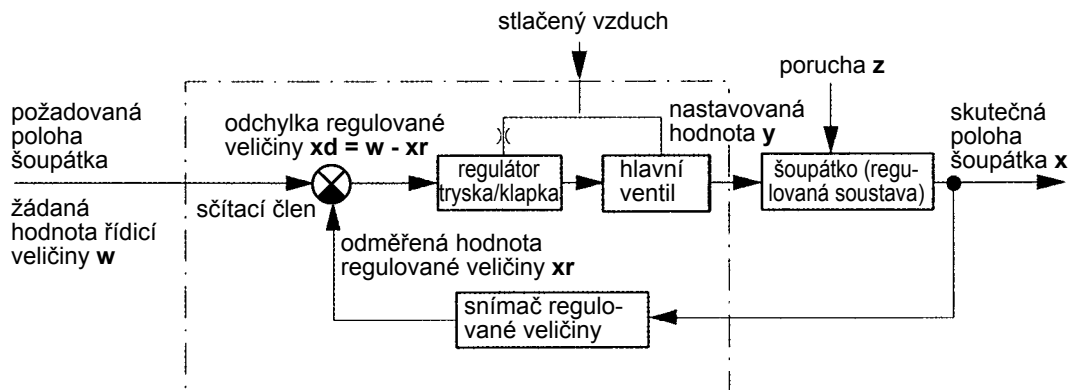 stlačený vzduch
porucha z
požadovaná
poloha
šoupátka
odchylka regulované
veličiny xd = w - xr
nastavovaná
hodnota y
skutečná
poloha
šoupátka x
regulátor
tryska/klapka
hlavní
ventil
šoupátko (regu-
lovaná soustava)
sčítací člen
žádaná
hodnota řídicí
veličiny w
odměřená hodnota
regulované veličiny xr
snímač regulo-
vané veličiny